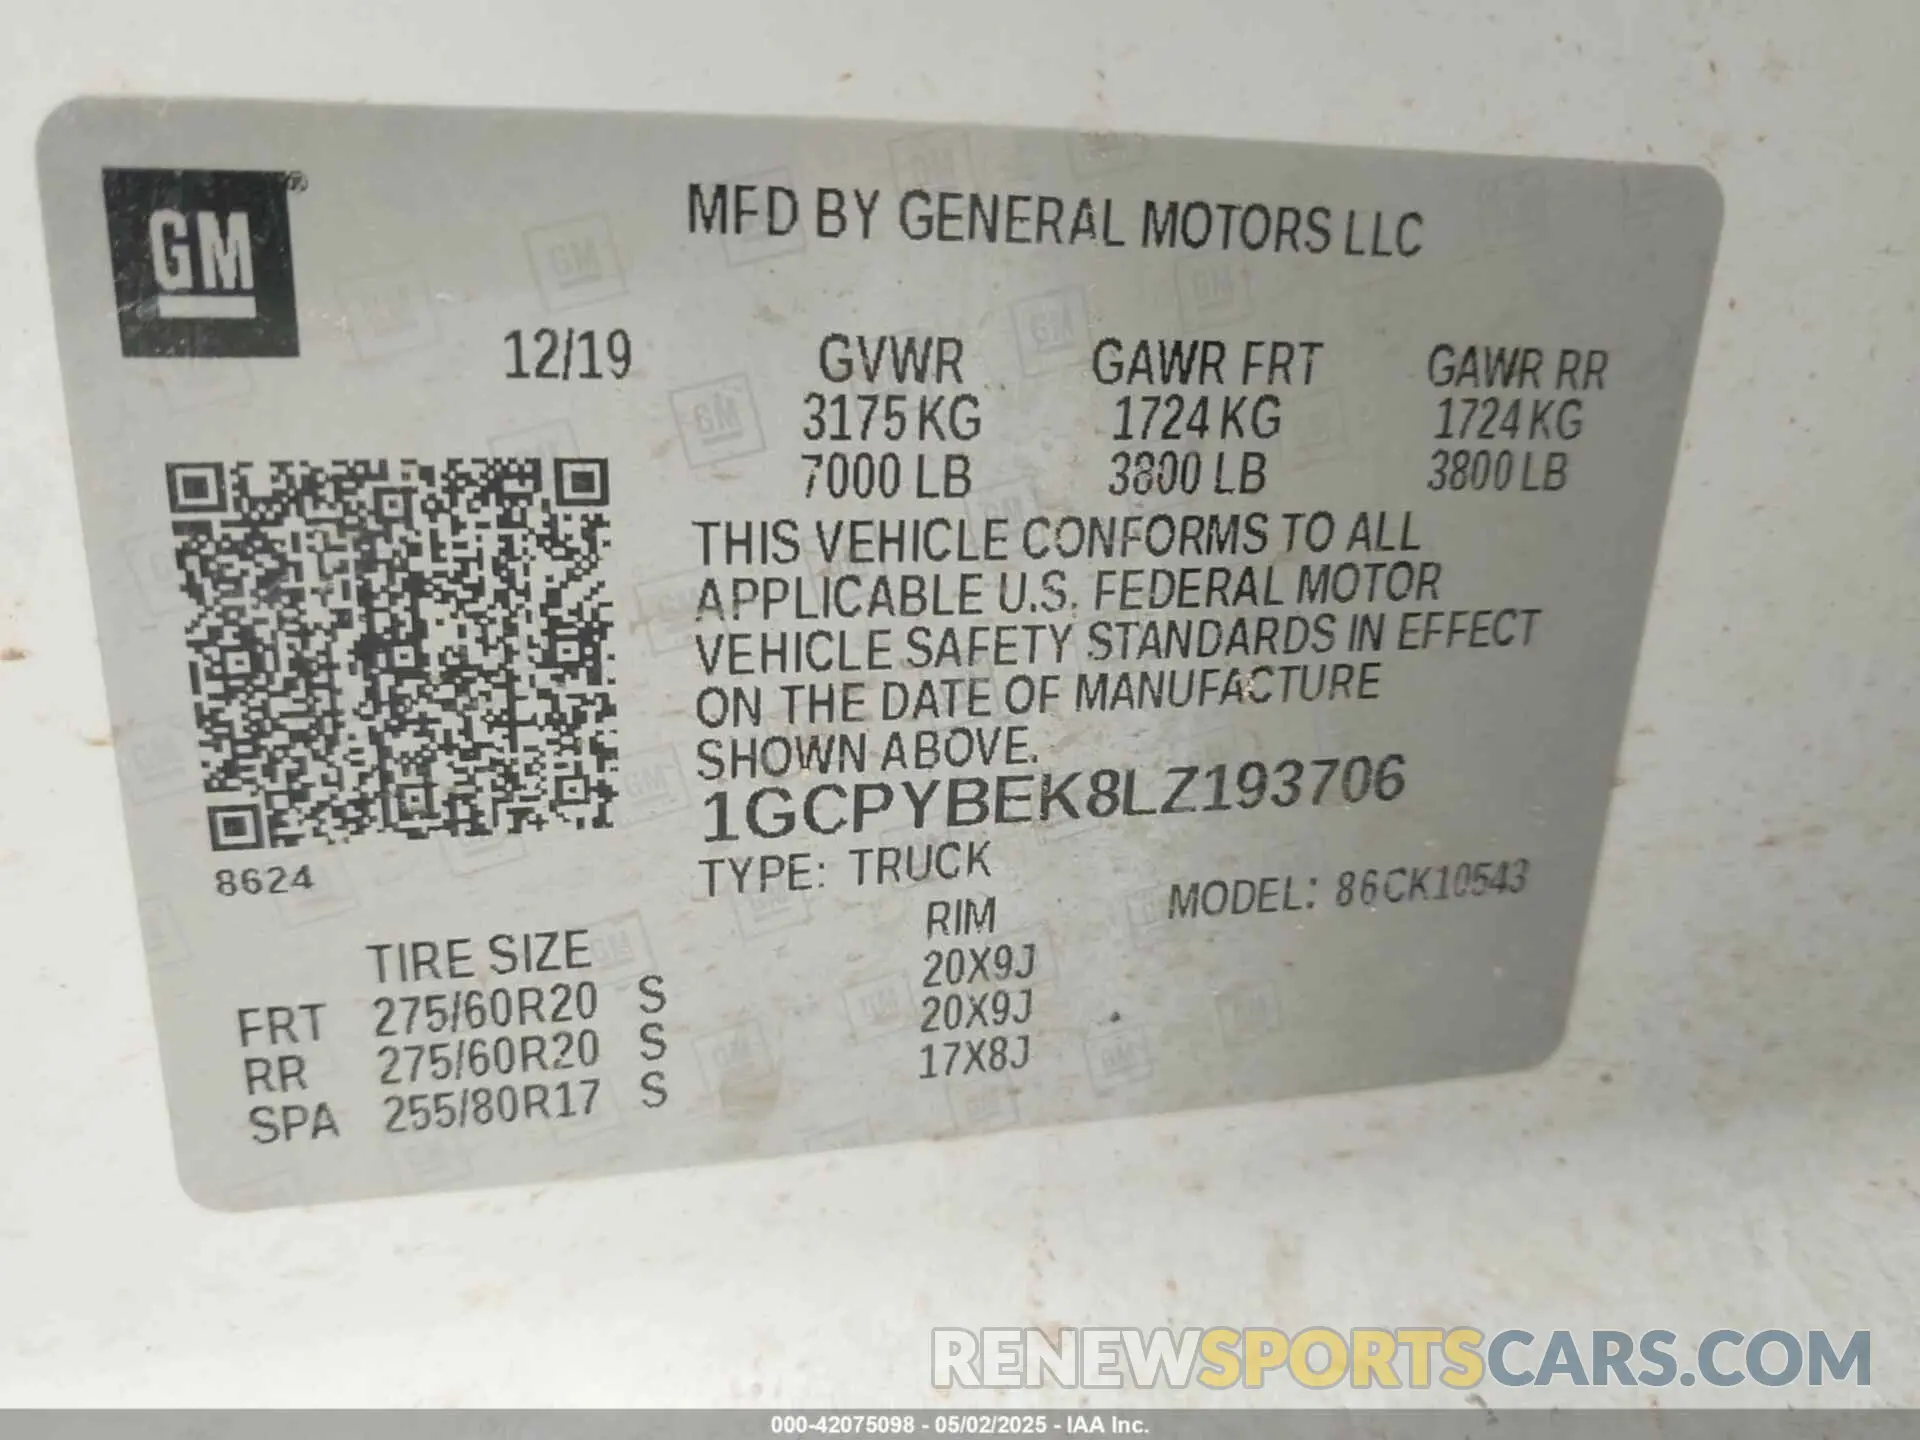 GM®
MFD BY GENERAL MOTORS LLC
12/19 GVWR GAWR FRT GAWR RR
3175 KG 1724 KG 1724 KG
7000 LB 3800 LB 3800 LB
THIS VEHICLE CONFORMS TO ALL
APPLICABLE U.S. FEDERAL MOTOR
VEHICLE SAFETY STANDARDS IN EFFECT
ON THE DATE OF MANUFACTURE
SHOWN ABOVE.
1GCPYBEK8LZ193706
8624
TYPE: TRUCK MODEL: 86CK10543
TIRE SIZE RIM
FRT 275/60R20 S 20X9J
RR 275/60R20 S 20X9J
SPA 255/80R17 S 17X8J
RENEWSPORTSCARS.COM
000-42075098 - 05/02/2025 - IAA Inc.